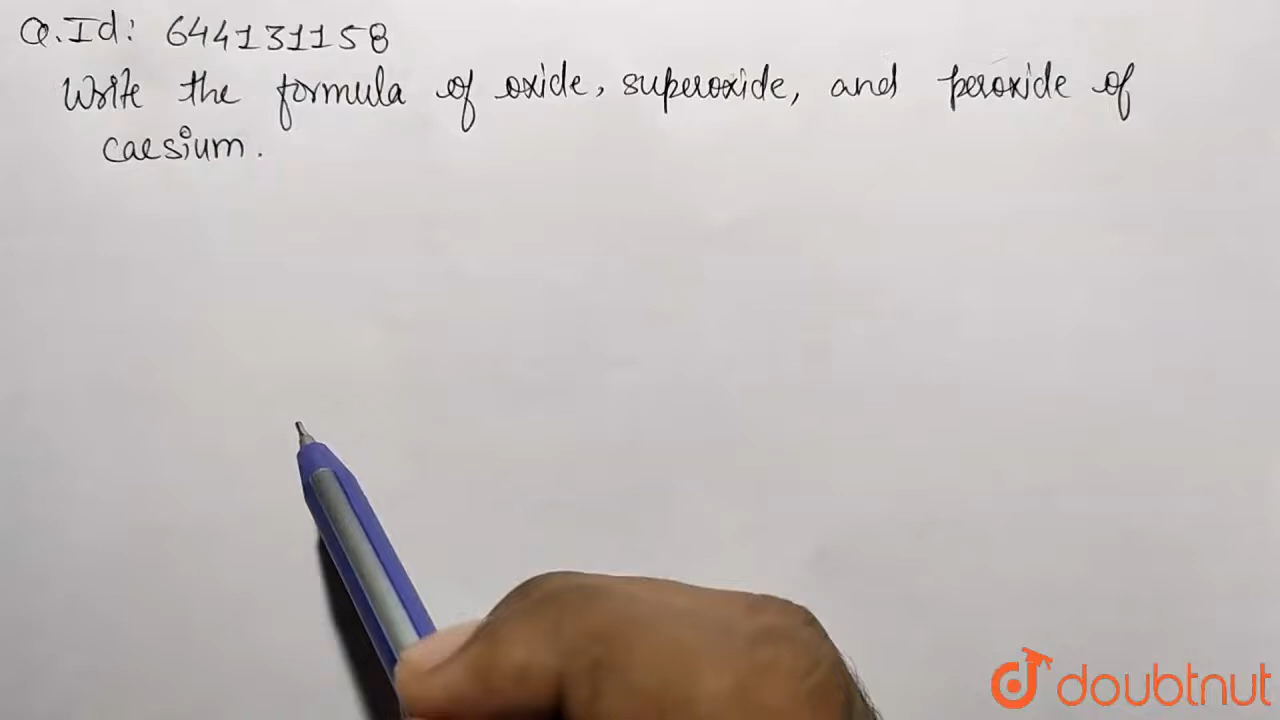 Q.Id: 644131158
Write the formula of oxide, superoxide, and peroxide of
caesium.
doubtnut